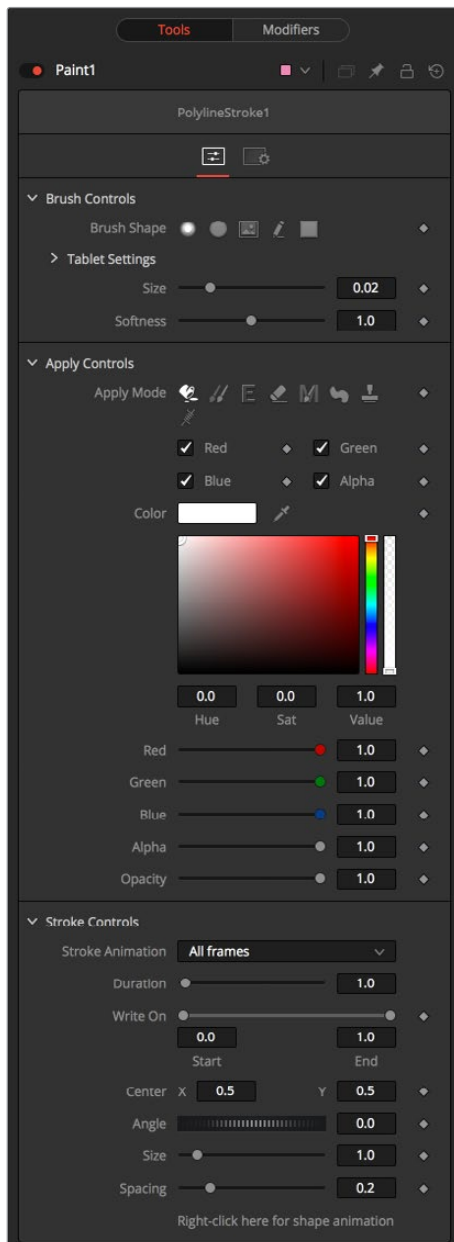 Tools Modifiers
Paint1
PolylineStroke1
Brush Controls
Brush Shape
Tablet Settings
Size 0.02
Softness 1.0
Apply Controls
Apply Mode
Red Green
Blue Alpha
Color
0.0 0.0 1.0
Hue Sat Value
Red 1.0
Green 1.0
Blue 1.0
Alpha 1.0
Opacity 1.0
Stroke Controls
Stroke Animation All frames
Duration 1.0
Write On
0.0 1.0
Start End
Center X 0.5 Y 0.5
Angle 0.0
Size 1.0
Spacing 0.2
Right-click here for shape animation